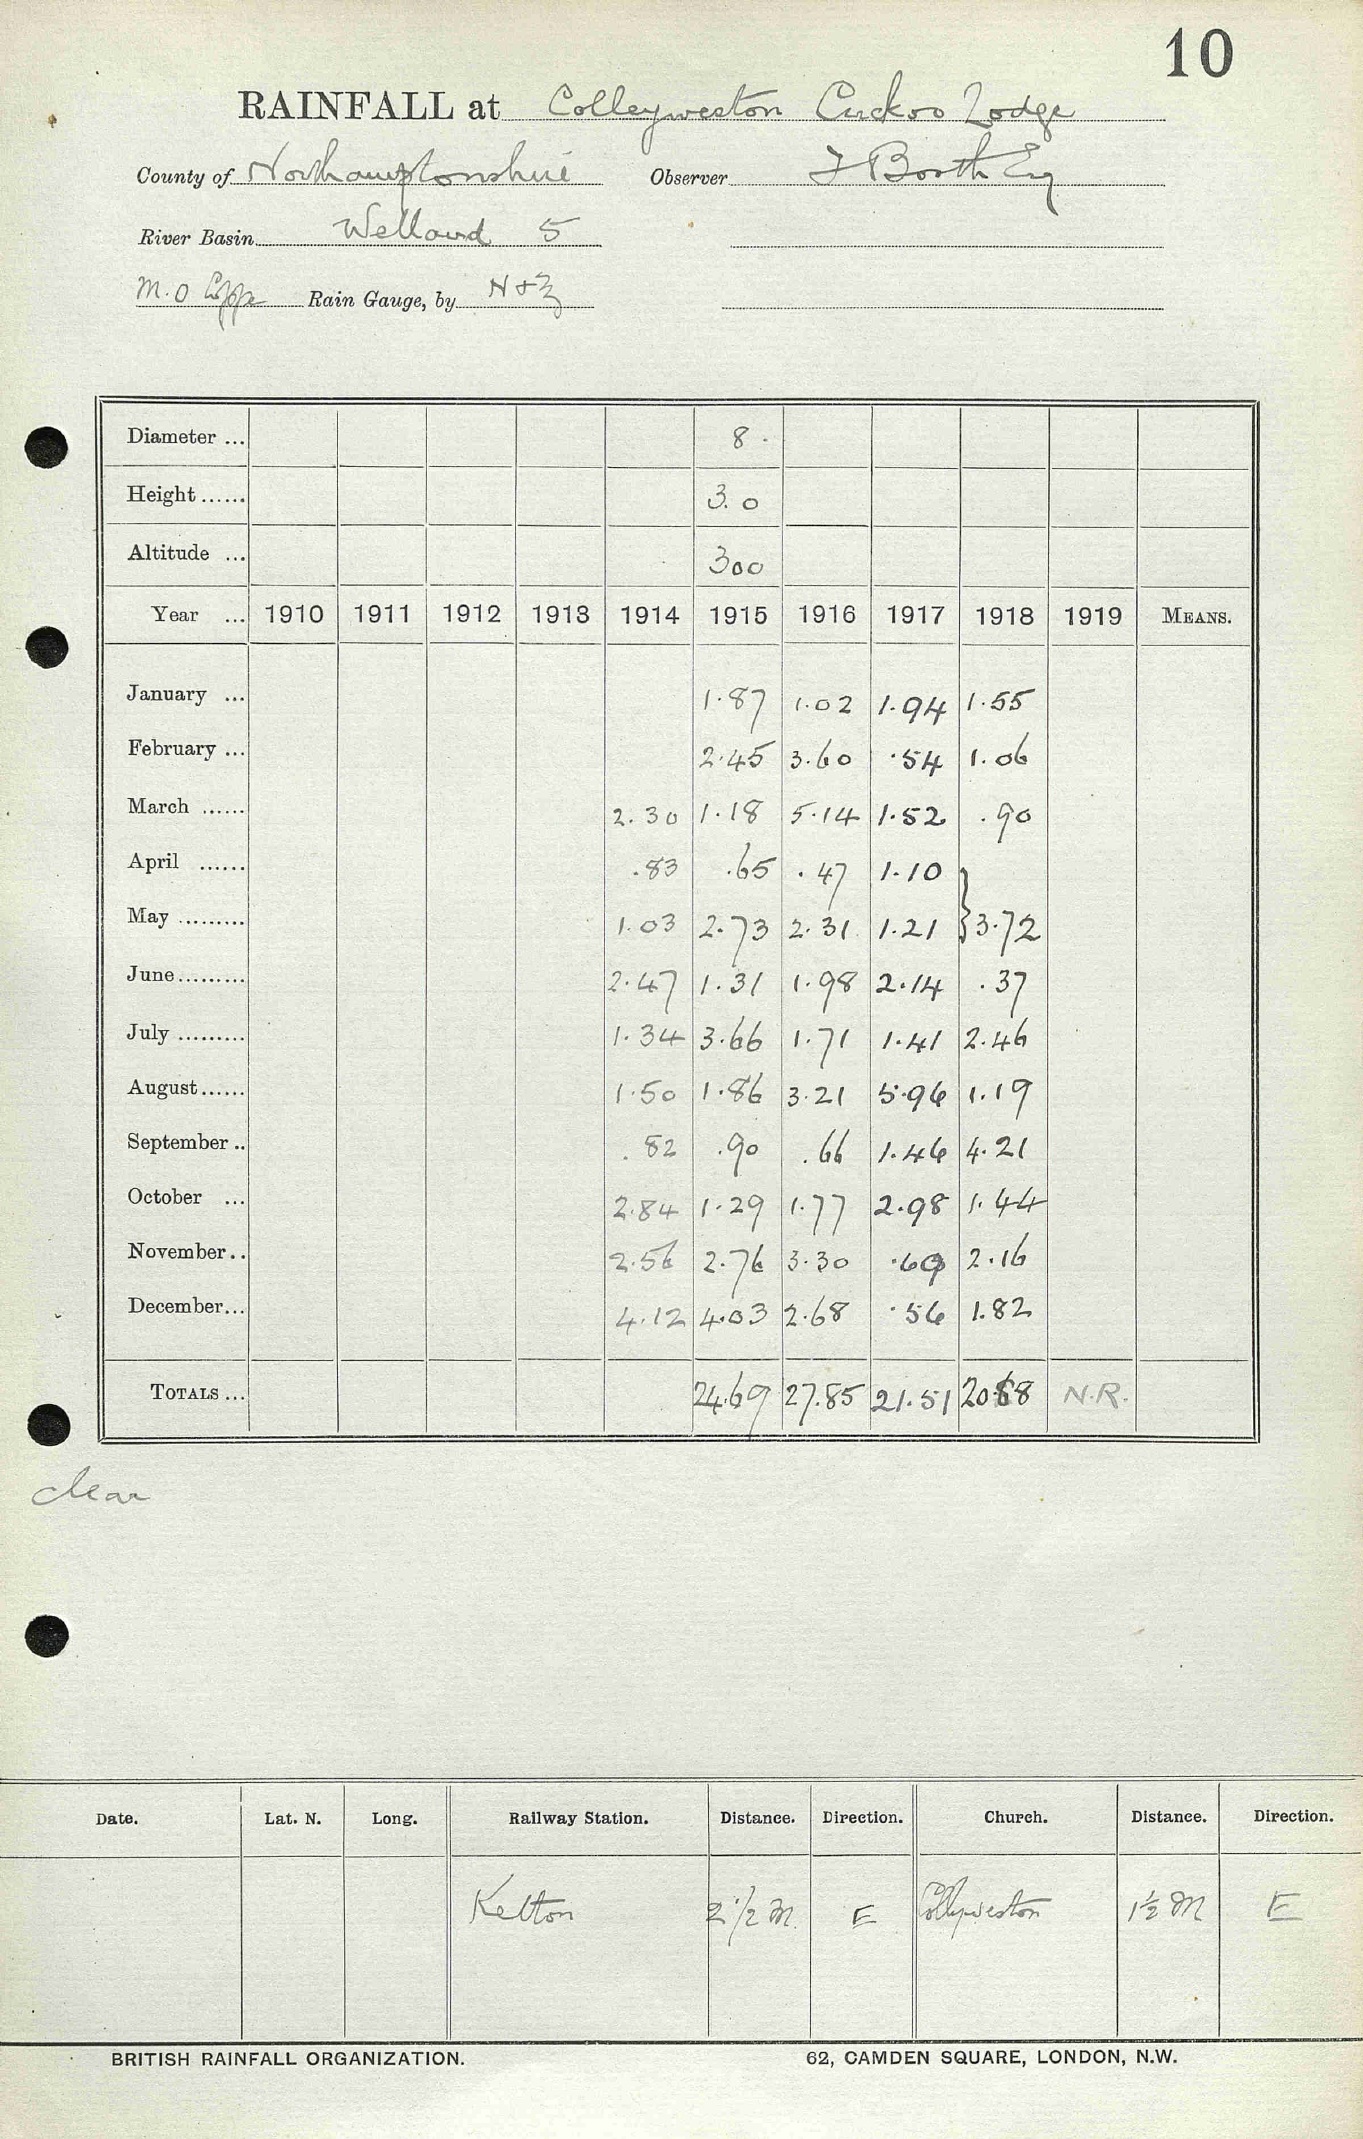 10
RAINFALL at Colleyweston Cuckoo Lodge
County of Northamptonshire Observer F Booth Esq
River Basin Welland 5
M.O Rain Gauge, by N & Z
Diameter ... 8.
Height ...... 3.0
Altitude ... 300
Year ... 1910 1911 1912 1913 1914 1915 1916 1917 1918 1919 MEANS.
January ... 1.87 1.02 1.94 1.55
February ... 2.45 3.60 .54 1.06
March ...... 2.30 1.18 5.14 1.52 .90
April ...... .83 .65 .47 1.10 }
May ......... 1.03 2.73 2.31 1.21 } 3.72
June......... 2.47 1.31 1.98 2.14 .37
July ......... 1.34 3.66 1.71 1.41 2.46
August...... 1.50 1.86 3.21 5.96 1.19
September .. .82 .90 .66 1.46 4.21
October ... 2.84 1.29 1.77 2.98 1.44
November.. 2.56 2.76 3.30 .69 2.16
December... 4.12 4.03 2.68 .56 1.82
TOTALS ... 24.69 27.85 21.51 20.88 N.R.
clear
Date. Lat. N. Long. Railway Station. Distance. Direction. Church. Distance. Direction.
Ketton 2 1/2 M. E Collyweston 1½ M E
BRITISH RAINFALL ORGANIZATION. 62, CAMDEN SQUARE, LONDON, N.W.